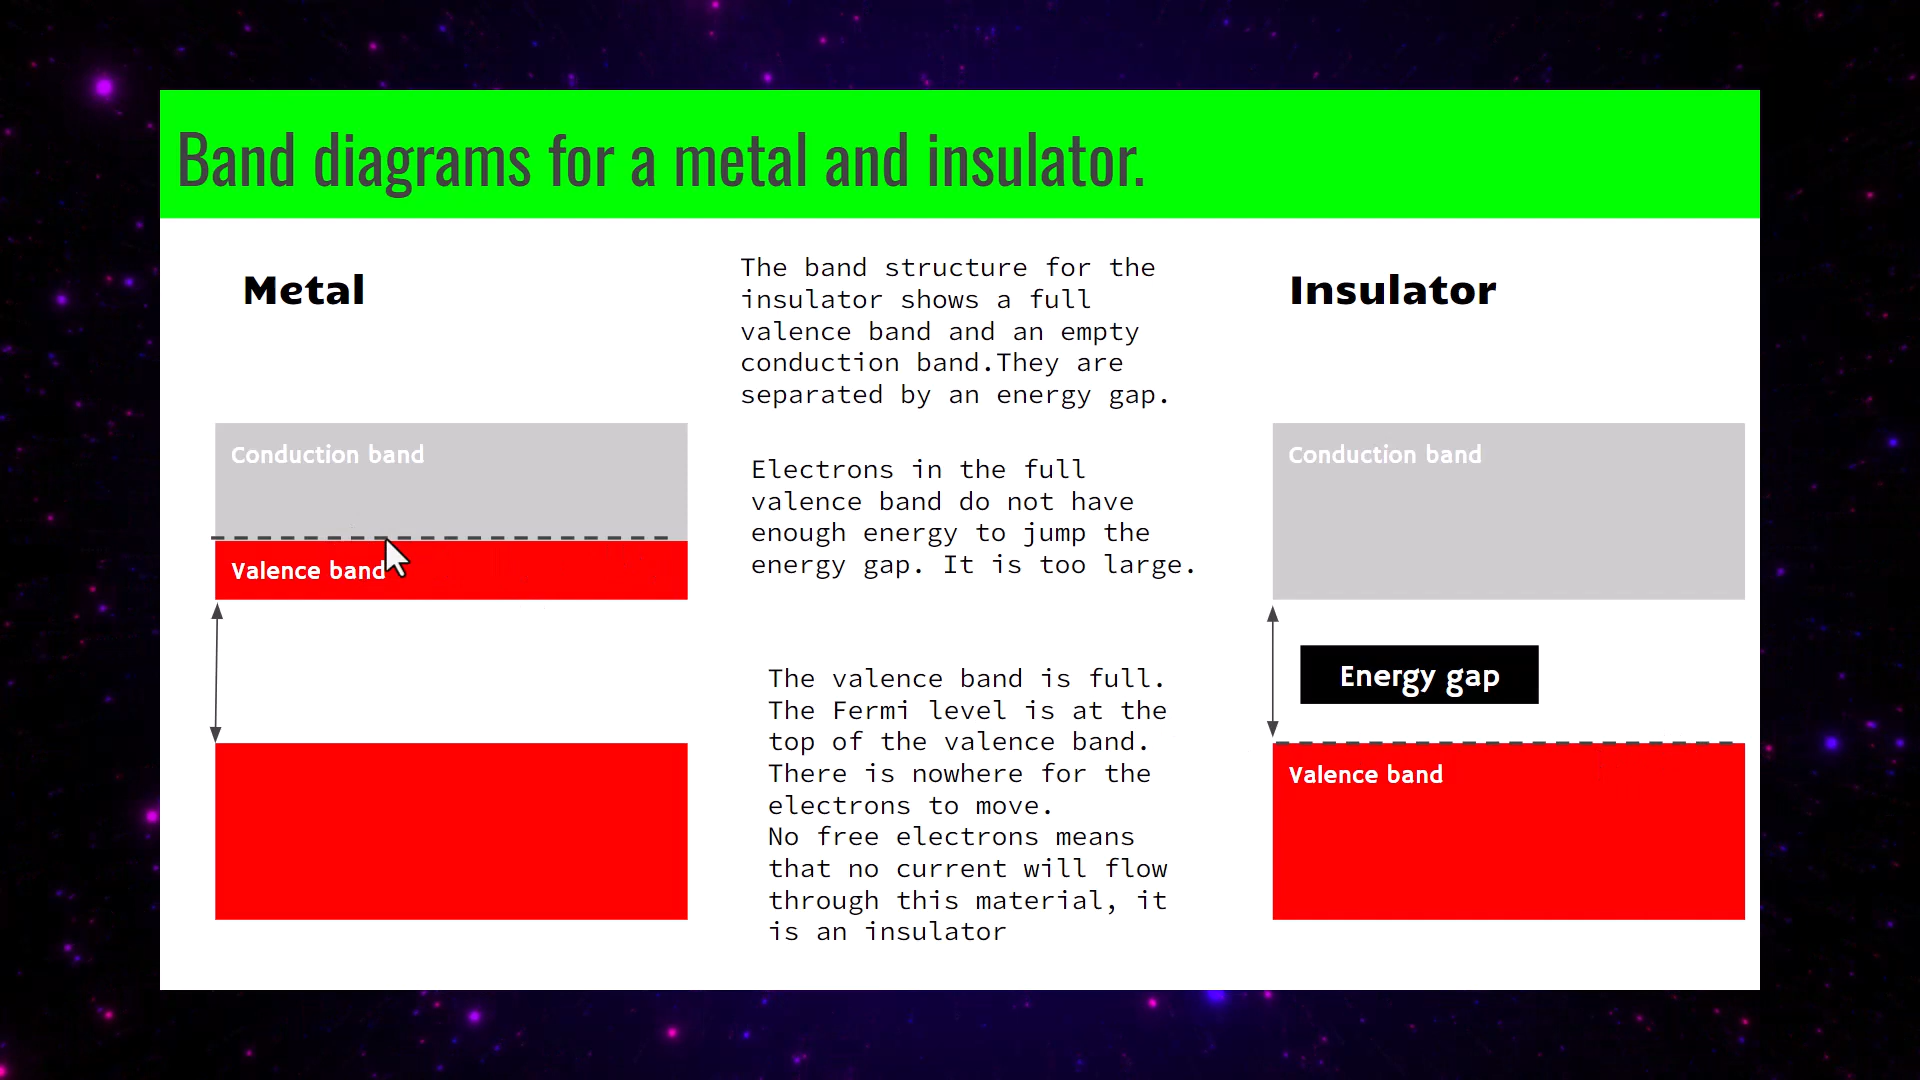 Band diagrams for a metal and insulator.
Metal
Conduction band
Valence band
The band structure for the
insulator shows a full
valence band and an empty
conduction band.They are
separated by an energy gap.
Electrons in the full
valence band do not have
enough energy to jump the
energy gap. It is too large.
The valence band is full.
The Fermi level is at the
top of the valence band.
There is nowhere for the
electrons to move.
No free electrons means
that no current will flow
through this material, it
is an insulator
Insulator
Conduction band
Energy gap
Valence band